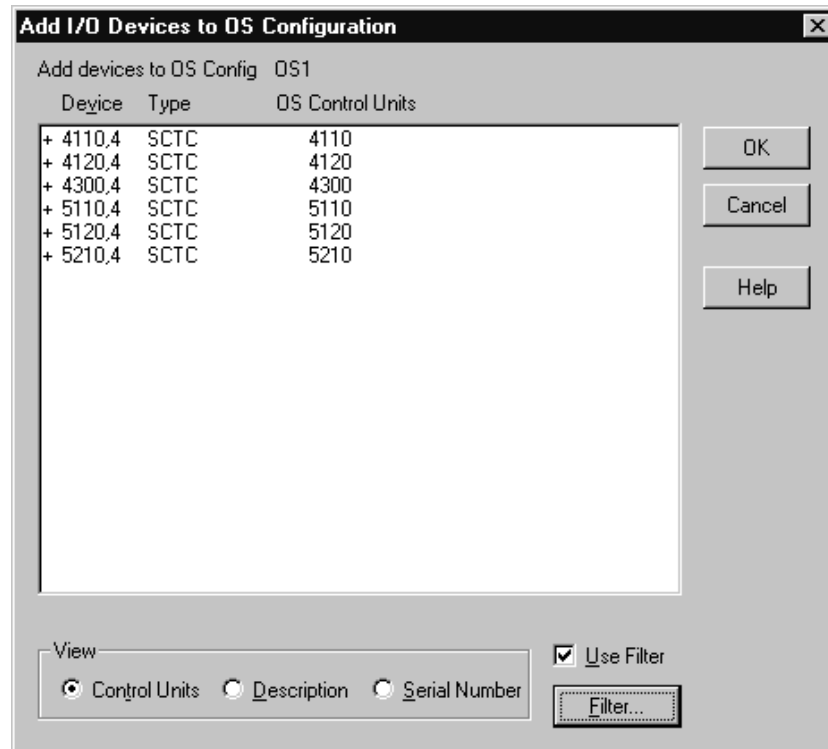 Add I/O Devices to OS Configuration
Add devices to OS Config OS1
Device Type OS Control Units
+ 4110,4 SCTC 4110
+ 4120,4 SCTC 4120
+ 4300,4 SCTC 4300
+ 5110,4 SCTC 5110
+ 5120,4 SCTC 5120
+ 5210,4 SCTC 5210
OK
Cancel
Help
View
Control Units Description Serial Number
Use Filter
Filter...